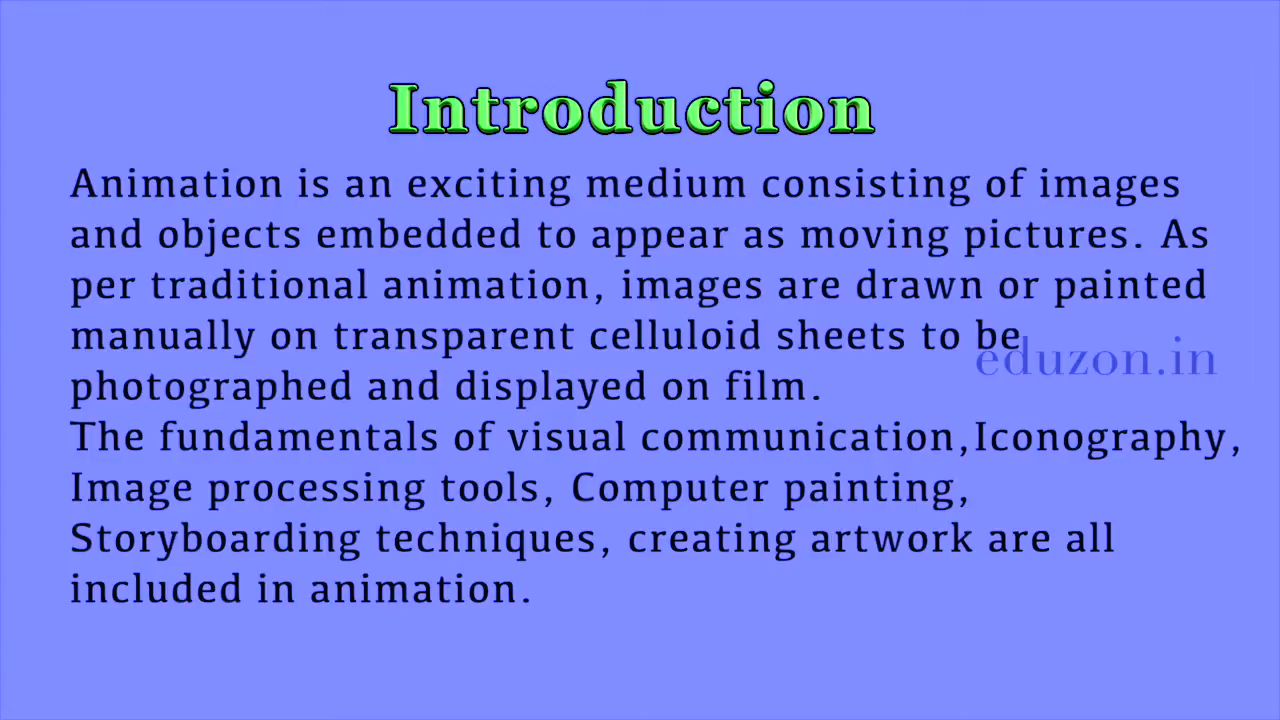 Introduction
Animation is an exciting medium consisting of images
and objects embedded to appear as moving pictures. As
per traditional animation, images are drawn or painted
manually on transparent celluloid sheets to be
eduzon.in
photographed and displayed on film.
The fundamentals of visual communication,Iconography,
Image processing tools, Computer painting,
Storyboarding techniques, creating artwork are all
included in animation.